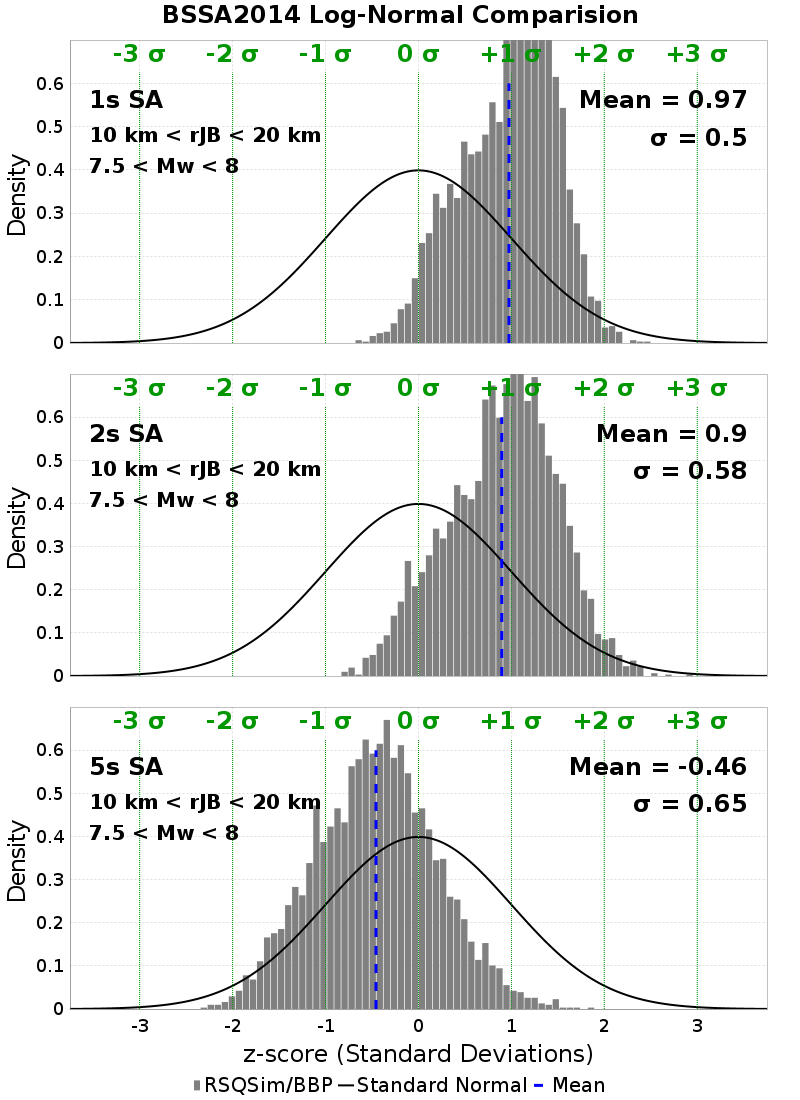 BSSA2014 Log-Normal Comparision
-3 σ -2 σ -1 σ 0 σ +1 σ +2 σ +3 σ
1s SA
10 km < rJB < 20 km
7.5 < Mw < 8
Mean = 0.97
σ = 0.5
Density
0.6
0.5
0.4
0.3
0.2
0.1
0
-3 σ -2 σ -1 σ 0 σ +1 σ +2 σ +3 σ
2s SA
10 km < rJB < 20 km
7.5 < Mw < 8
Mean = 0.9
σ = 0.58
Density
0.6
0.5
0.4
0.3
0.2
0.1
0
-3 σ -2 σ -1 σ 0 σ +1 σ +2 σ +3 σ
5s SA
10 km < rJB < 20 km
7.5 < Mw < 8
Mean = -0.46
σ = 0.65
Density
0.6
0.5
0.4
0.3
0.2
0.1
0
-3 -2 -1 0 1 2 3
z-score (Standard Deviations)
RSQSim/BBP Standard Normal Mean